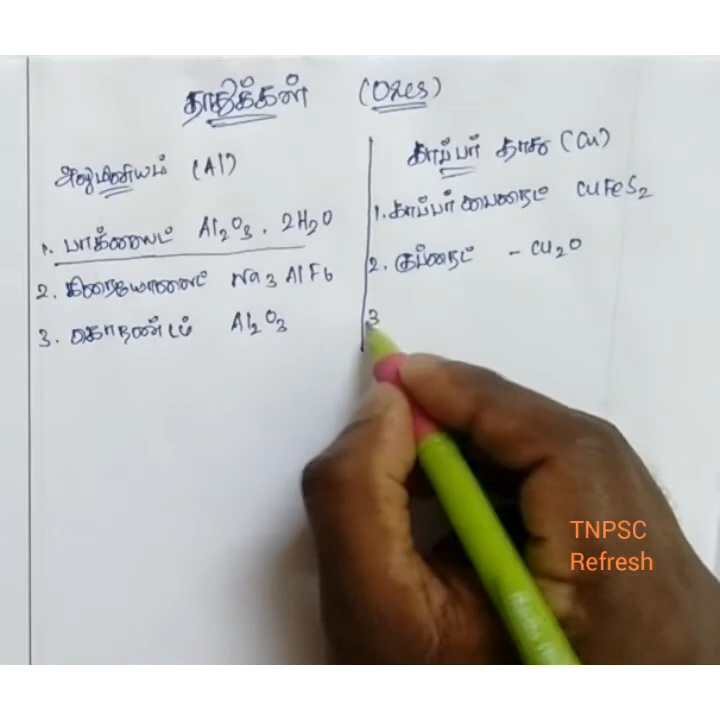 தாதுக்கள் (Ores)
அலுமினியம் (Al)
1. பாக்ஸைட் Al2O3 . 2H2O
2. கிரையோலைட் Na3AlF6
3. கொரண்டம் Al2O3
காப்பர் தாது (Cu)
1. காப்பர் பைரைட் CuFeS2
2. குப்ரைட் - Cu2O
3
TNPSC
Refresh